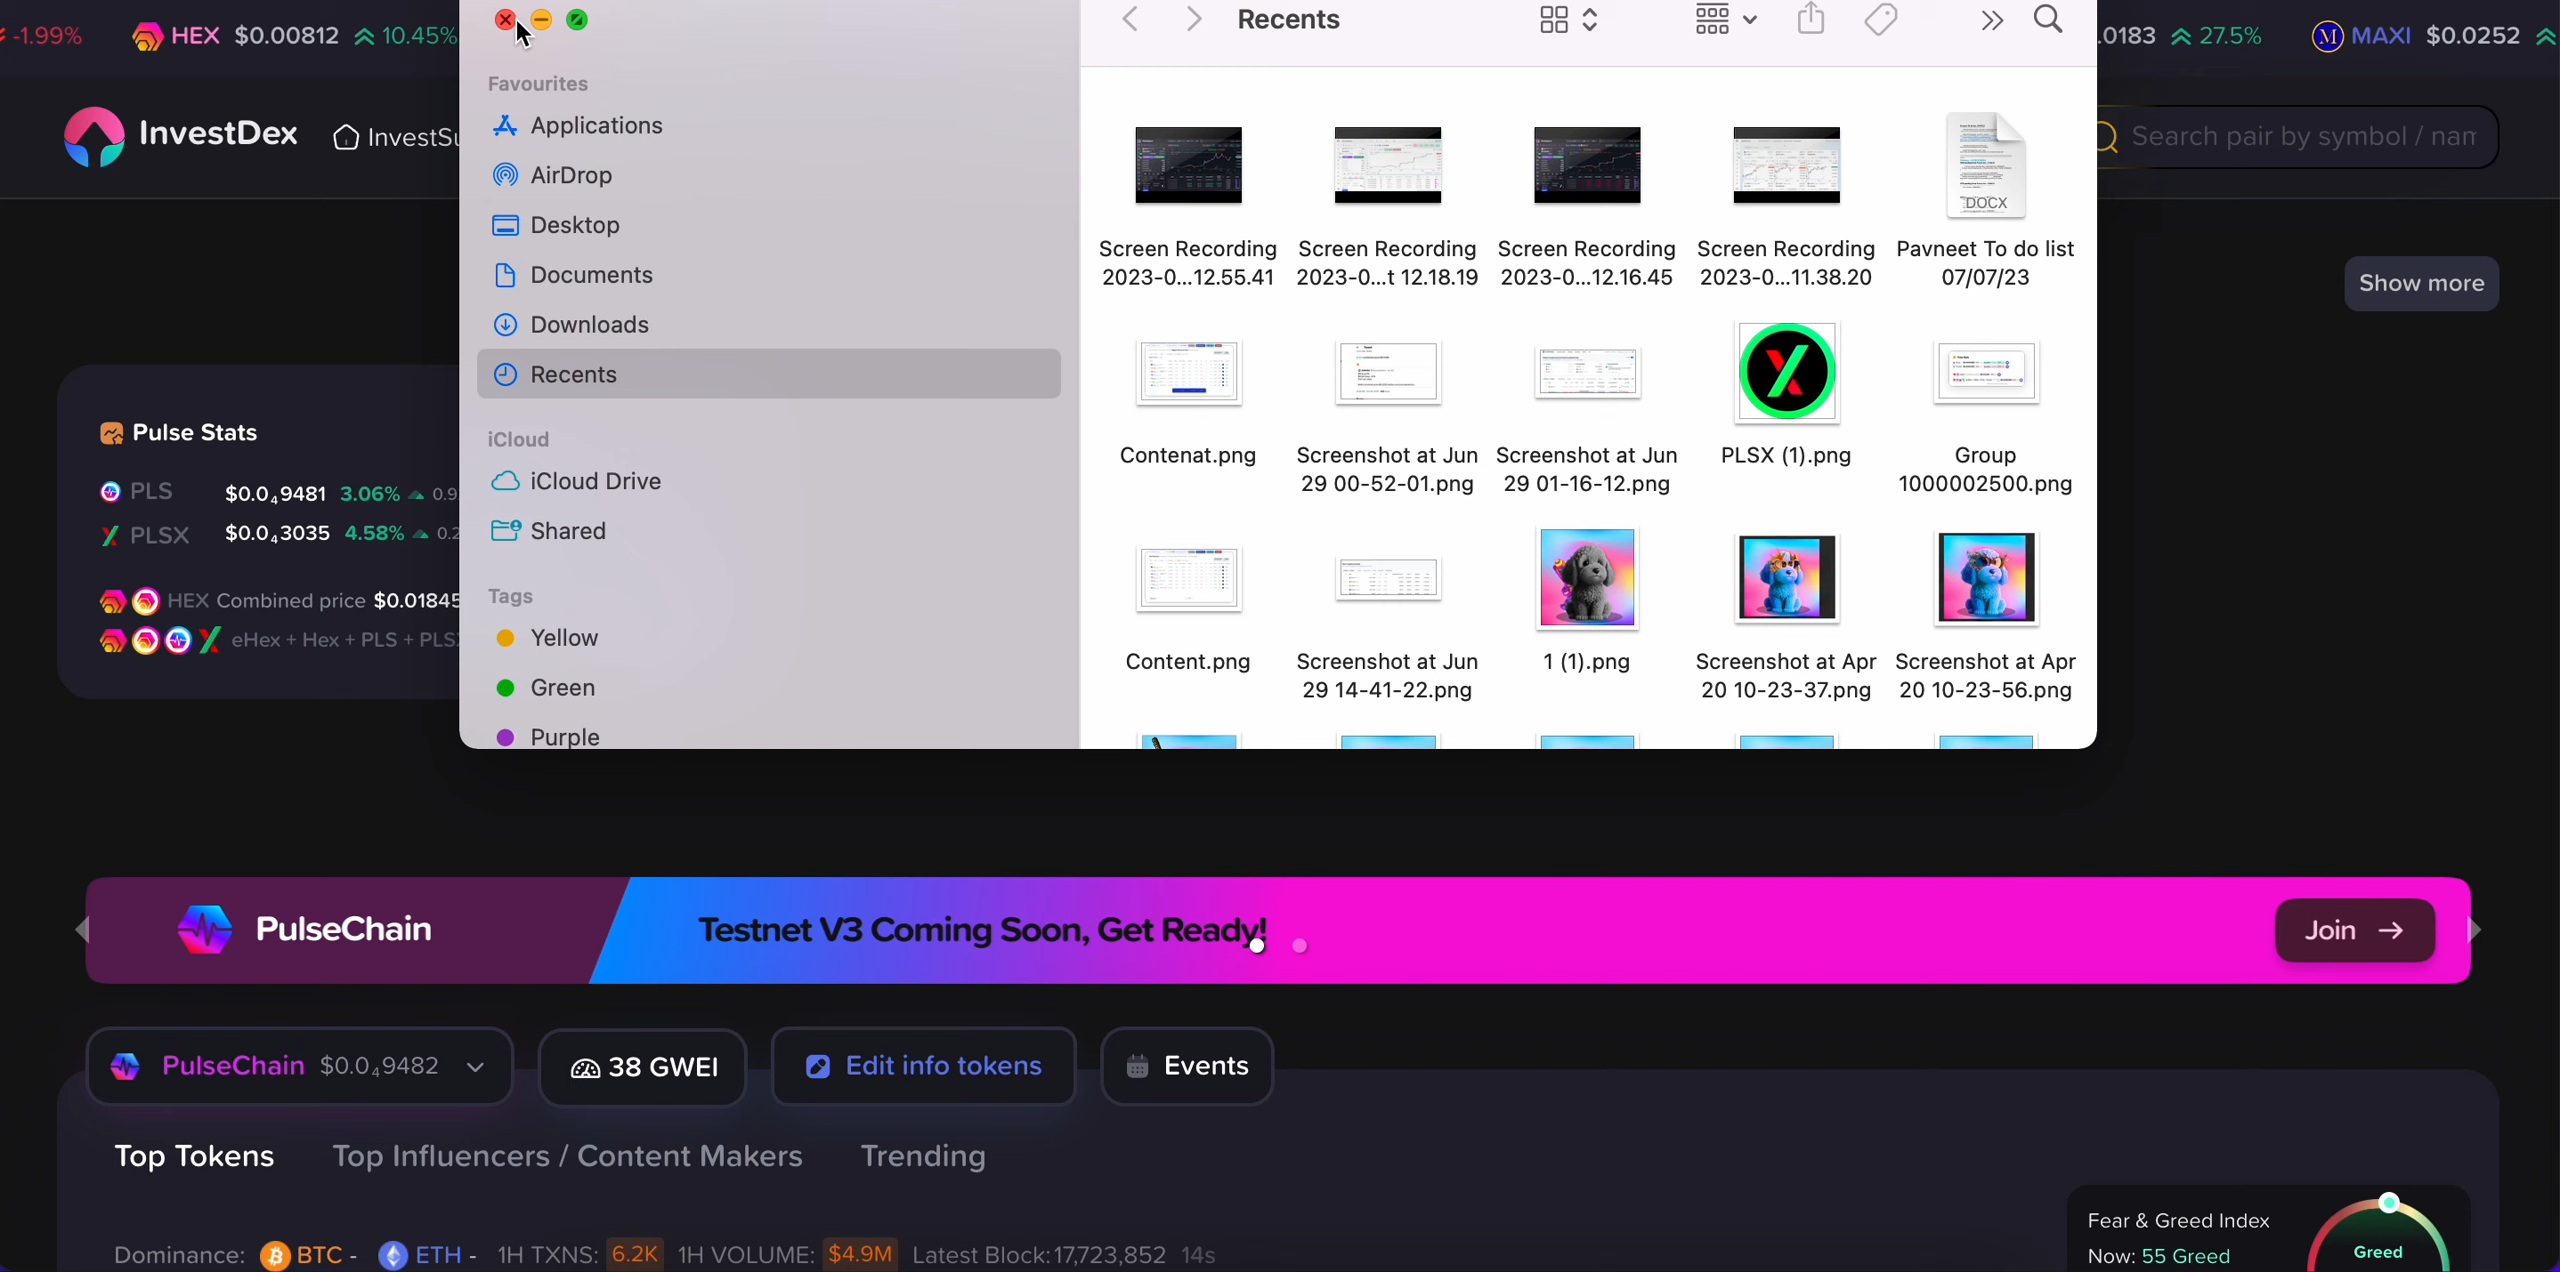 -1.99% HEX $0.00812 10.45%
.0183 27.5% MAXI $0.0252
InvestDex InvestSu
Search pair by symbol / nam
Show more
Pulse Stats
PLS $0.0₄9481 3.06% 0.9
PLSX $0.0₄3035 4.58% 0.2
HEX Combined price $0.01845
eHex + Hex + PLS + PLS
Favourites
Applications
AirDrop
Desktop
Documents
Downloads
Recents
iCloud
iCloud Drive
Shared
Tags
Yellow
Green
Purple
Recents
DOCX
Screen Recording 2023-0...12.55.41
Screen Recording 2023-0...t 12.18.19
Screen Recording 2023-0...12.16.45
Screen Recording 2023-0...11.38.20
Pavneet To do list 07/07/23
Contenat.png
Screenshot at Jun 29 00-52-01.png
Screenshot at Jun 29 01-16-12.png
PLSX (1).png
Group 1000002500.png
Content.png
Screenshot at Jun 29 14-41-22.png
1 (1).png
Screenshot at Apr 20 10-23-37.png
Screenshot at Apr 20 10-23-56.png
PulseChain Testnet V3 Coming Soon, Get Ready! Join →
PulseChain $0.0₄9482 38 GWEI Edit info tokens Events
Top Tokens Top Influencers / Content Makers Trending
Dominance: BTC - ETH - 1H TXNS: 6.2K 1H VOLUME: $4.9M Latest Block:17,723,852 14s
Fear & Greed Index
Now: 55 Greed
Greed